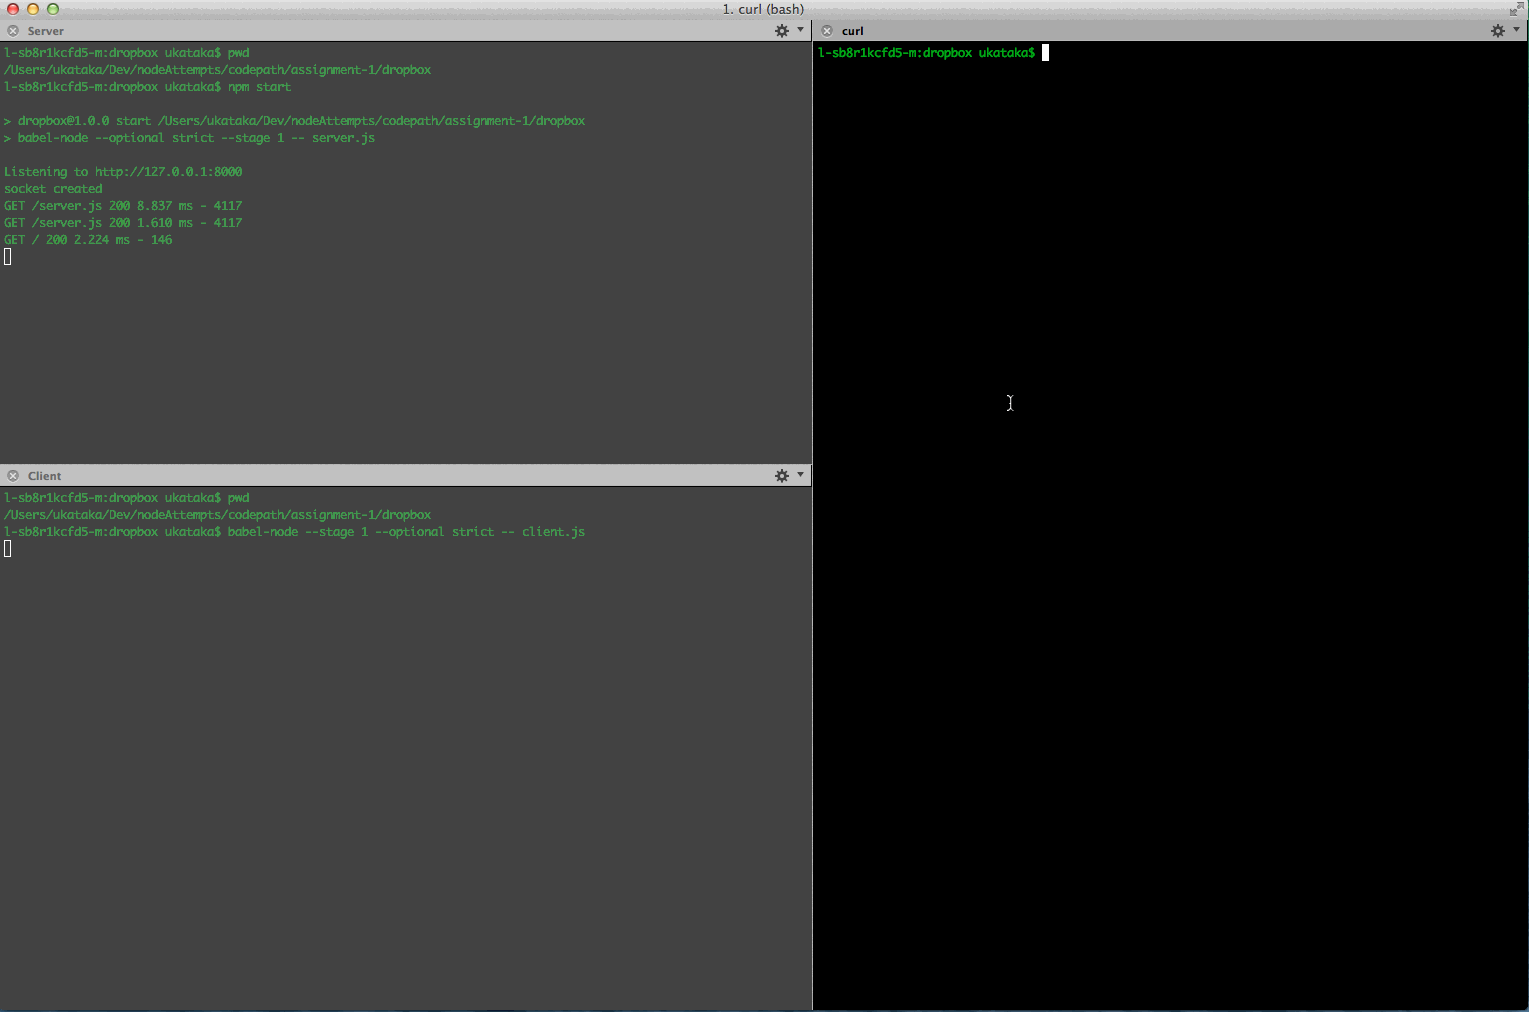 1. curl (bash)
Server
l-sb8r1kcfd5-m:dropbox ukataka$ pwd
/Users/ukataka/Dev/nodeAttempts/codepath/assignment-1/dropbox
l-sb8r1kcfd5-m:dropbox ukataka$ npm start
> dropbox@1.0.0 start /Users/ukataka/Dev/nodeAttempts/codepath/assignment-1/dropbox
> babel-node --optional strict --stage 1 -- server.js
Listening to http://127.0.0.1:8000
socket created
GET /server.js 200 8.837 ms - 4117
GET /server.js 200 1.610 ms - 4117
GET / 200 2.224 ms - 146
Client
l-sb8r1kcfd5-m:dropbox ukataka$ pwd
/Users/ukataka/Dev/nodeAttempts/codepath/assignment-1/dropbox
l-sb8r1kcfd5-m:dropbox ukataka$ babel-node --stage 1 --optional strict -- client.js
curl
l-sb8r1kcfd5-m:dropbox ukataka$